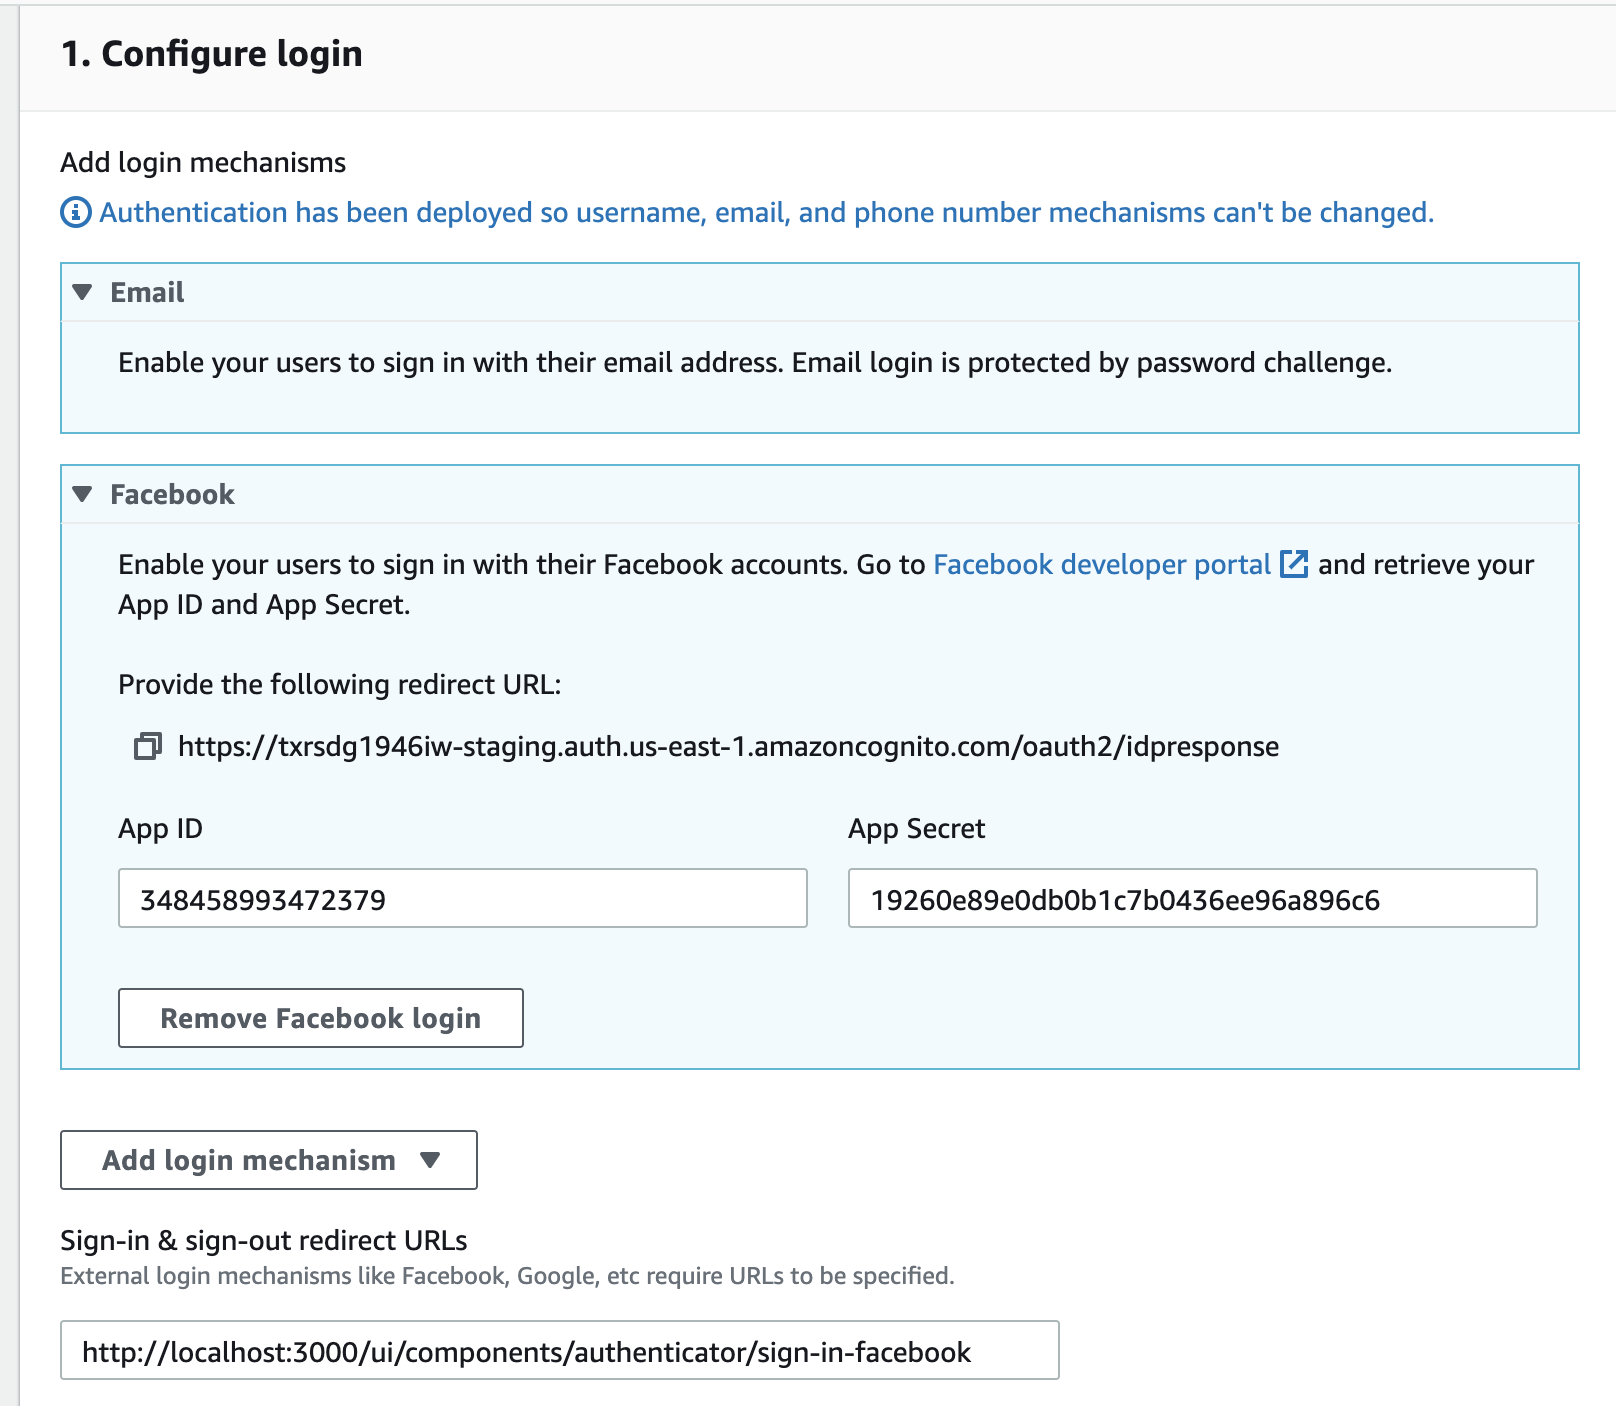 1. Configure login
Add login mechanisms
Authentication has been deployed so username, email, and phone number mechanisms can't be changed.
Email
Enable your users to sign in with their email address. Email login is protected by password challenge.
Facebook
Enable your users to sign in with their Facebook accounts. Go to Facebook developer portal and retrieve your
App ID and App Secret.
Provide the following redirect URL:
https://txrsdg1946iw-staging.auth.us-east-1.amazoncognito.com/oauth2/idpresponse
App ID
App Secret
348458993472379
19260e89e0db0b1c7b0436ee96a896c6
Remove Facebook login
Add login mechanism
Sign-in & sign-out redirect URLs
External login mechanisms like Facebook, Google, etc require URLs to be specified.
http://localhost:3000/ui/components/authenticator/sign-in-facebook